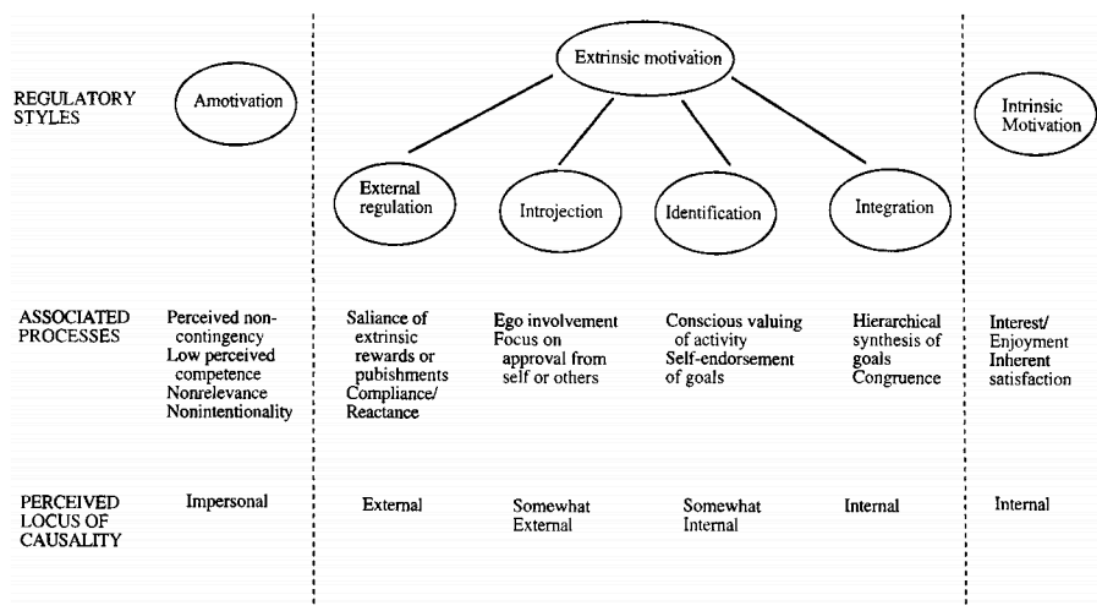 Extrinsic motivation
REGULATORY
STYLES
Amotivation
Intrinsic
Motivation
External
regulation
Introjection
Identification
Integration
ASSOCIATED
PROCESSES
Perceived non-
contingency
Low perceived
competence
Nonrelevance
Nonintentionality
Saliance of
extrinsic
rewards or
pubishments
Compliance/
Reactance
Ego involvement
Focus on
approval from
self or others
Conscious valuing
of activity
Self-endorsement
of goals
Hierarchical
synthesis of
goals
Congruence
Interest/
Enjoyment
Inherent
satisfaction
PERCEIVED
LOCUS OF
CAUSALITY
Impersonal
External
Somewhat
External
Somewhat
Internal
Internal
Internal